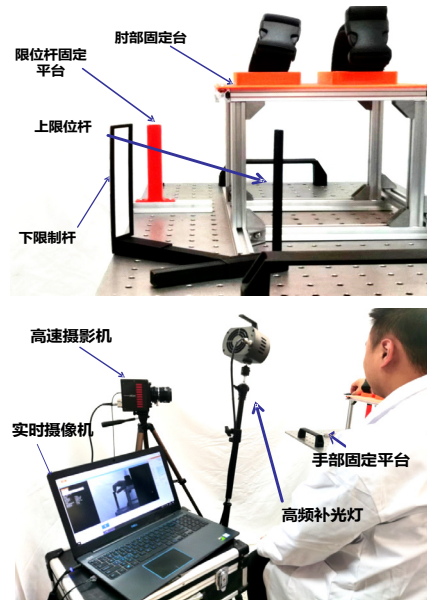 肘部固定台
限位杆固定
平台
上限位杆
下限制杆
高速摄影机
实时摄像机
手部固定平台
高频补光灯